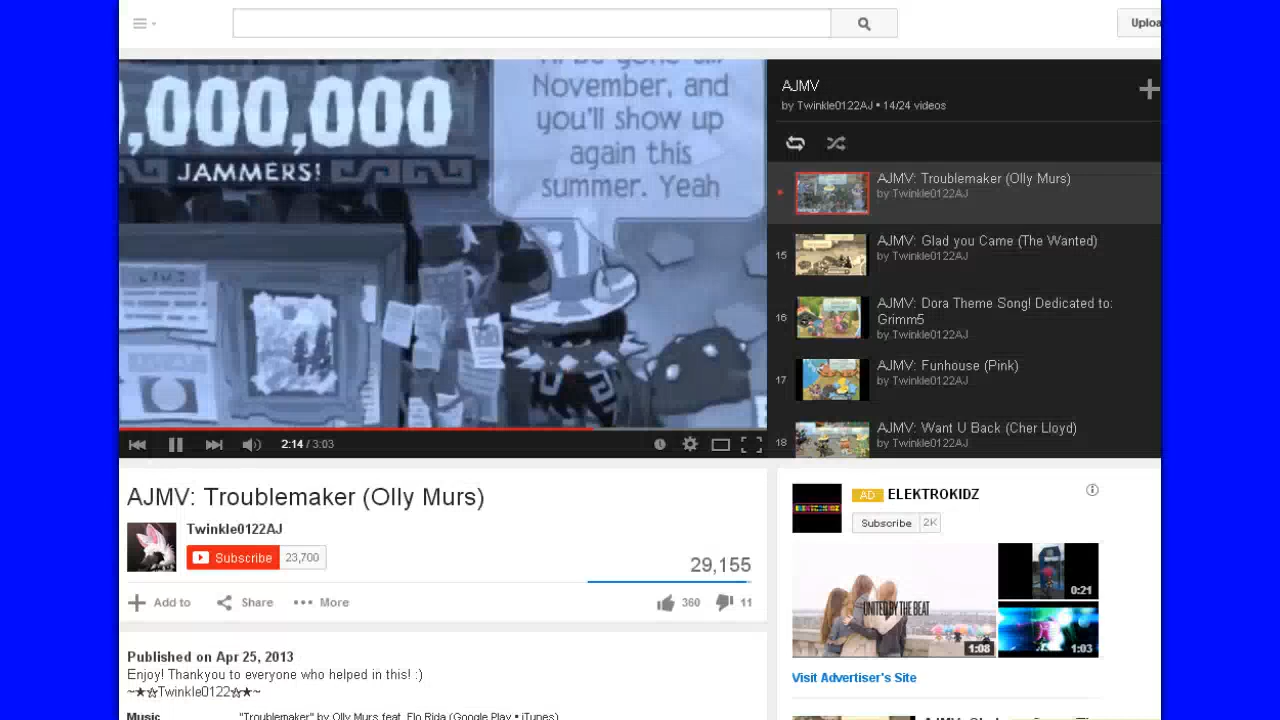 Uploa
,000,000
JAMMERS!
November, and
you'll show up
again this
summer. Yeah
2:14 / 3:03
AJMV
by Twinkle0122AJ • 14/24 videos
AJMV: Troublemaker (Olly Murs)
by Twinkle0122AJ
15
AJMV: Glad you Came (The Wanted)
by Twinkle0122AJ
16
AJMV: Dora Theme Song! Dedicated to:
Grimm5
by Twinkle0122AJ
17
AJMV: Funhouse (Pink)
by Twinkle0122AJ
18
AJMV: Want U Back (Cher Lloyd)
by Twinkle0122AJ
AJMV: Troublemaker (Olly Murs)
Twinkle0122AJ
Subscribe 23,700
29,155
Add to Share More 360 11
Published on Apr 25, 2013
Enjoy! Thankyou to everyone who helped in this! :)
~★☆Twinkle0122☆★~
Music "Troublemaker" by Olly Murs feat. Flo Rida (Google Play • iTunes)
AD ELEKTROKIDZ
Subscribe 2K
UNITED BY THE BEAT
1:08
0:21
1:03
Visit Advertiser's Site